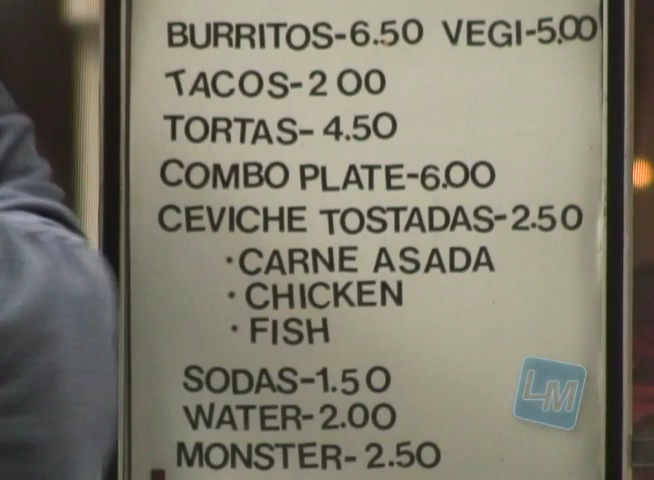 BURRITOS-6.50 VEGI-5.00
TACOS-2 00
TORTAS-4.50
COMBO PLATE-6.00
CEVICHE TOSTADAS-2.50
·CARNE ASADA
·CHICKEN
·FISH
SODAS-1.50
WATER-2.00
MONSTER-2.50
LM